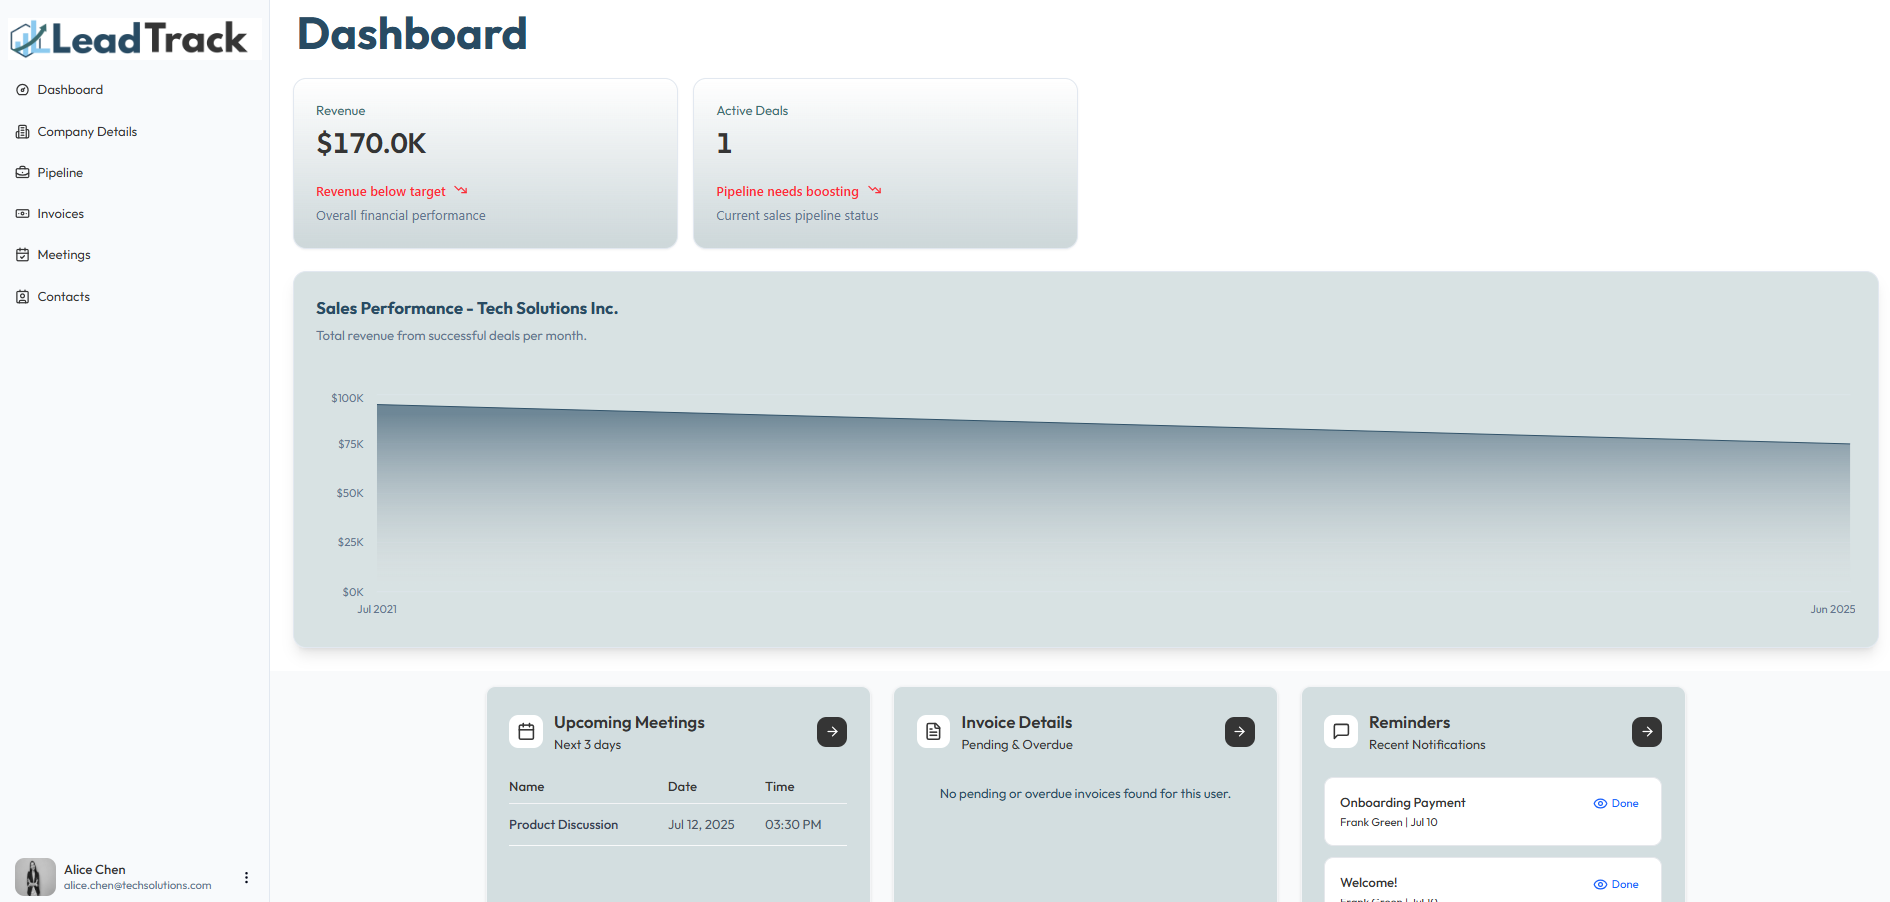 LeadTrack
Dashboard
Company Details
Pipeline
Invoices
Meetings
Contacts
Alice Chen
alice.chen@techsolutions.com
Dashboard
Revenue
$170.0K
Revenue below target
Overall financial performance
Active Deals
1
Pipeline needs boosting
Current sales pipeline status
Sales Performance - Tech Solutions Inc.
Total revenue from successful deals per month.
$100K
$75K
$50K
$25K
$0K
Jul 2021 Jun 2025
Upcoming Meetings
Next 3 days
Name Date Time
Product Discussion Jul 12, 2025 03:30 PM
Invoice Details
Pending & Overdue
No pending or overdue invoices found for this user.
Reminders
Recent Notifications
Onboarding Payment Done
Frank Green | Jul 10
Welcome! Done
Frank Green | Jul 10